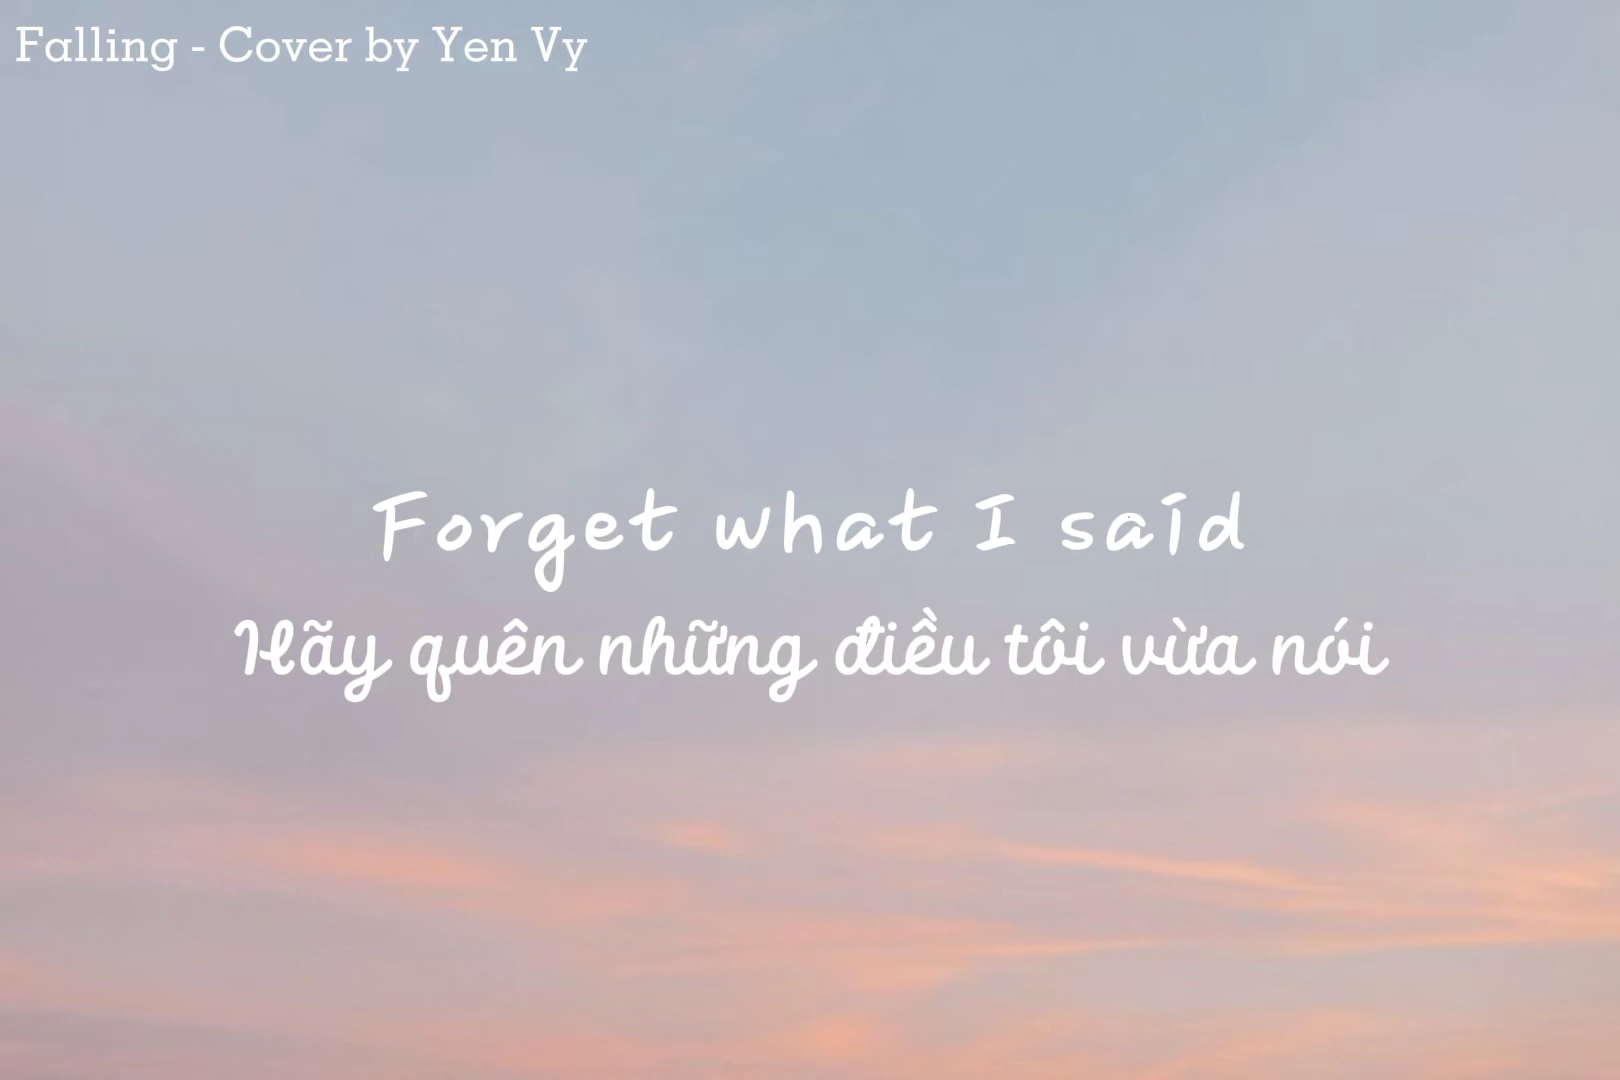 Falling - Cover by Yen Vy
Forget what I said
Hãy quên những điều tôi vừa nói